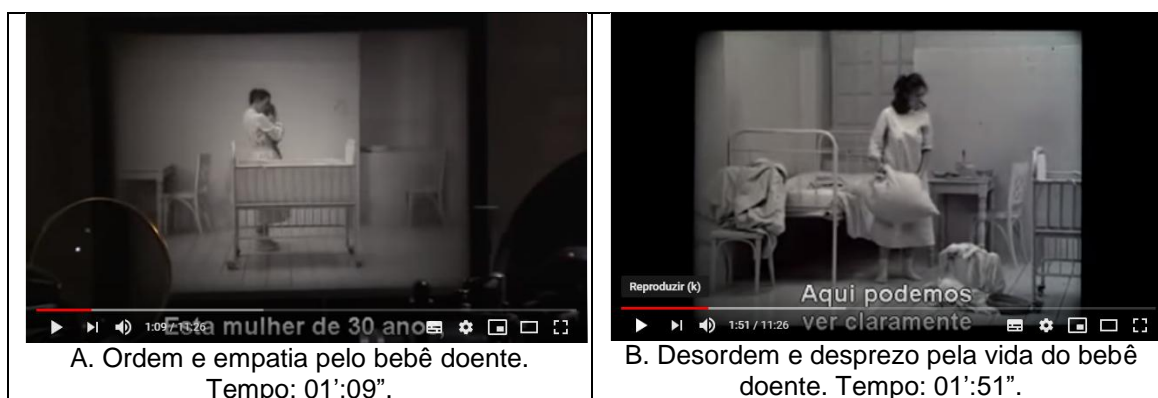 1:09 / 11:26
Esta mulher de 30 anos
Reproduzir (k)
Aqui podemos
1:51 / 11:26
ver claramente
A. Ordem e empatia pelo bebê doente.
Tempo: 01’:09”.
B. Desordem e desprezo pela vida do bebê
doente. Tempo: 01’:51”.